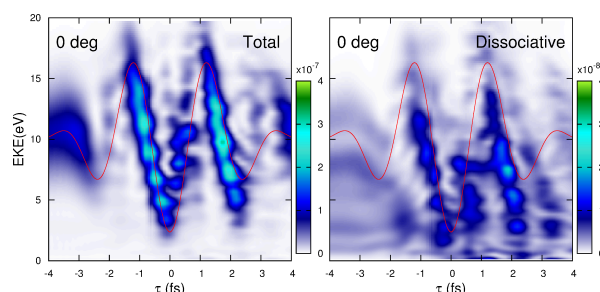 20
15
10
5
0
EKE(eV)
0 deg
Total
x10⁻⁷
4
3
2
1
0
-4 -3 -2 -1 0 1 2 3 4
τ (fs)
0 deg
Dissociative
x10⁻⁸
-4 -3 -2 -1 0 1 2 3 4
τ (fs)